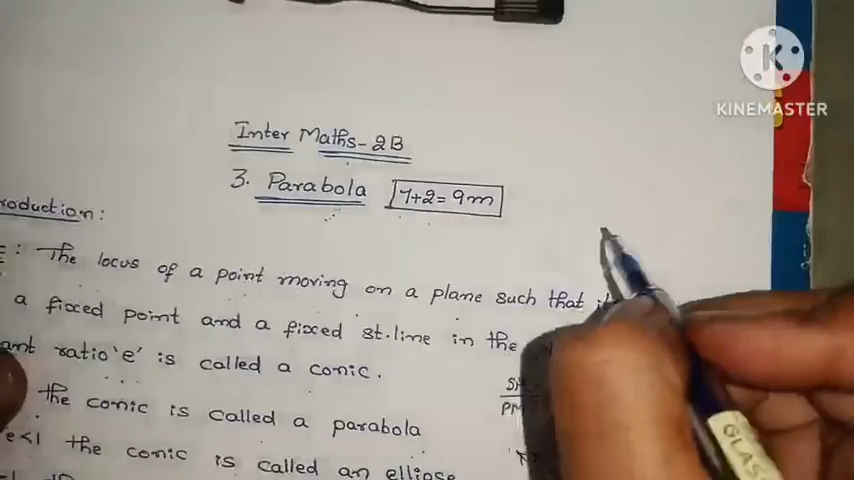 Inter Maths-2B
3. Parabola 7+2=9m
roduction:
: The locus of a point moving on a plane such that
a fixed point and a fixed st.line in the
ant ratio 'e' is called a conic.
the conic is called a parabola
e<1 the conic is called an ellipse
KINEMASTER
GLASS